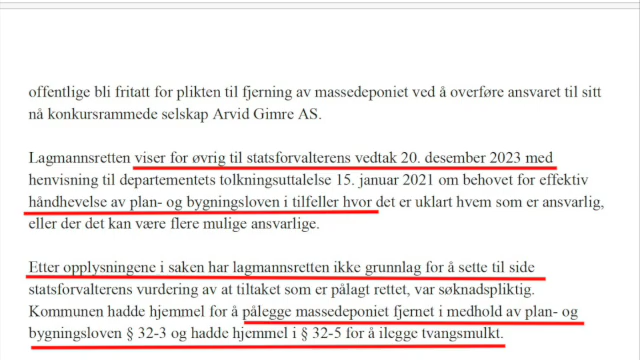 offentlige bli fritatt for plikten til fjerning av massedeponiet ved å overføre ansvaret til sitt
nå konkursrammede selskap Arvid Gimre AS.
Lagmannsretten viser for øvrig til statsforvalterens vedtak 20. desember 2023 med
henvisning til departementets tolkningsuttalelse 15. januar 2021 om behovet for effektiv
håndhevelse av plan- og bygningsloven i tilfeller hvor det er uklart hvem som er ansvarlig,
eller der det kan være flere mulige ansvarlige.
Etter opplysningene i saken har lagmannsretten ikke grunnlag for å sette til side
statsforvalterens vurdering av at tiltaket som er pålagt rettet, var søknadspliktig.
Kommunen hadde hjemmel for å pålegge massedeponiet fjernet i medhold av plan- og
bygningsloven § 32-3 og hadde hjemmel i § 32-5 for å ilegge tvangsmulkt.